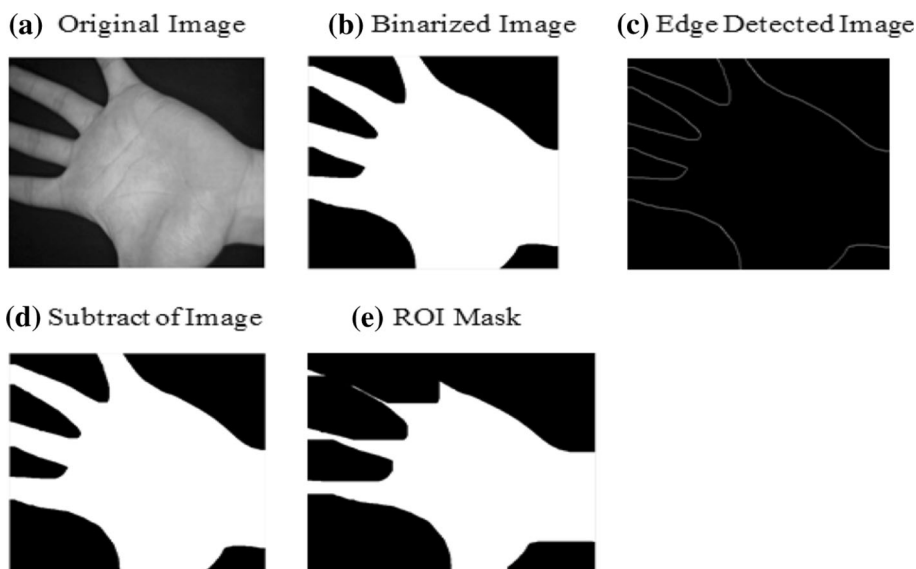 (a) Original Image
(b) Binarized Image
(c) Edge Detected Image
(d) Subtract of Image
(e) ROI Mask